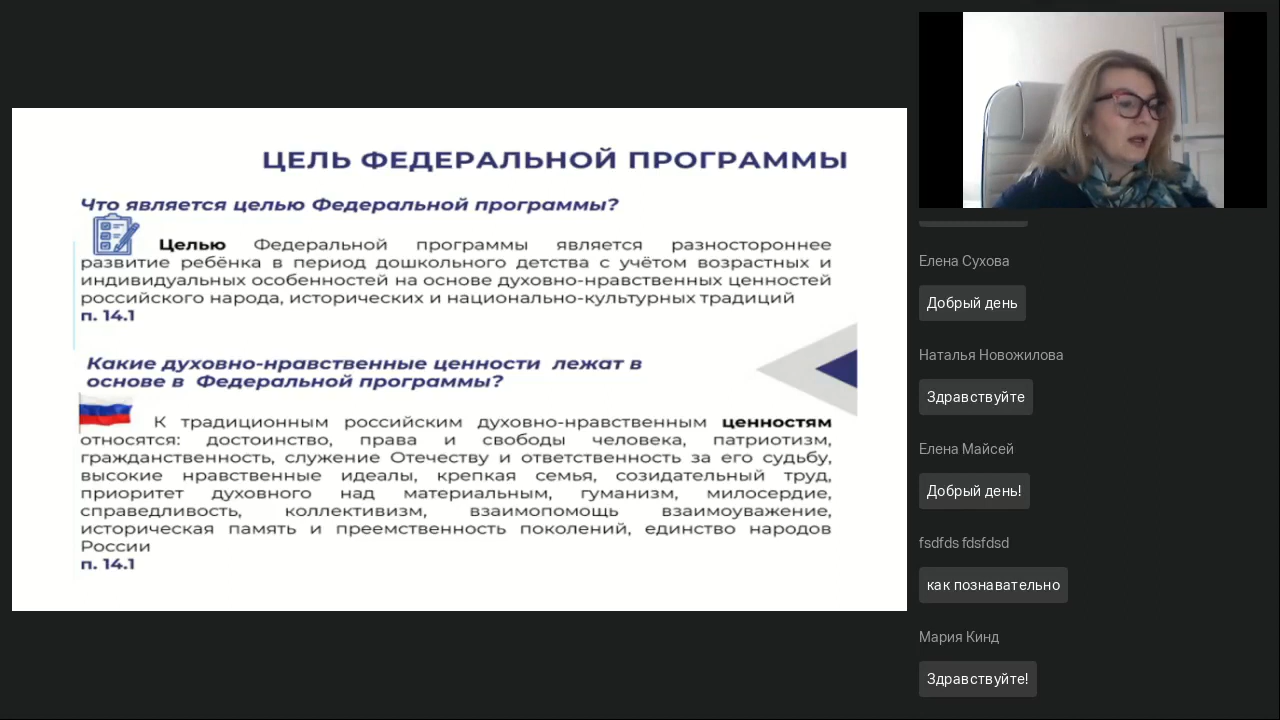 ЦЕЛЬ ФЕДЕРАЛЬНОЙ ПРОГРАММЫ
Что является целью Федеральной программы?
Целью Федеральной программы является разностороннее
развитие ребёнка в период дошкольного детства с учётом возрастных и
индивидуальных особенностей на основе духовно-нравственных ценностей
российского народа, исторических и национально-культурных традиций
п. 14.1
Какие духовно-нравственные ценности лежат в
основе в Федеральной программы?
К традиционным российским духовно-нравственным ценностям
относятся: достоинство, права и свободы человека, патриотизм,
гражданственность, служение Отечеству и ответственность за его судьбу,
высокие нравственные идеалы, крепкая семья, созидательный труд,
приоритет духовного над материальным, гуманизм, милосердие,
справедливость, коллективизм, взаимопомощь взаимоуважение,
историческая память и преемственность поколений, единство народов
России
п. 14.1
Елена Сухова
Добрый день
Наталья Новожилова
Здравствуйте
Елена Майсей
Добрый день!
fsdfds fdsfdsd
как познавательно
Мария Кинд
Здравствуйте!